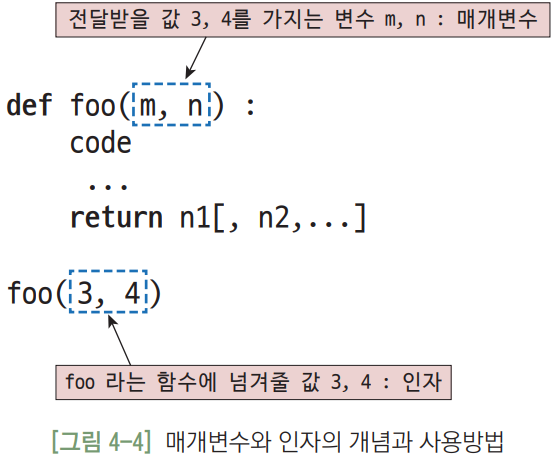 전달받을 값 3, 4를 가지는 변수 m, n : 매개변수
def foo(m, n) :
code
...
return n1[, n2,...]
foo(3, 4)
foo 라는 함수에 넘겨줄 값 3, 4 : 인자
[그림 4-4] 매개변수와 인자의 개념과 사용방법